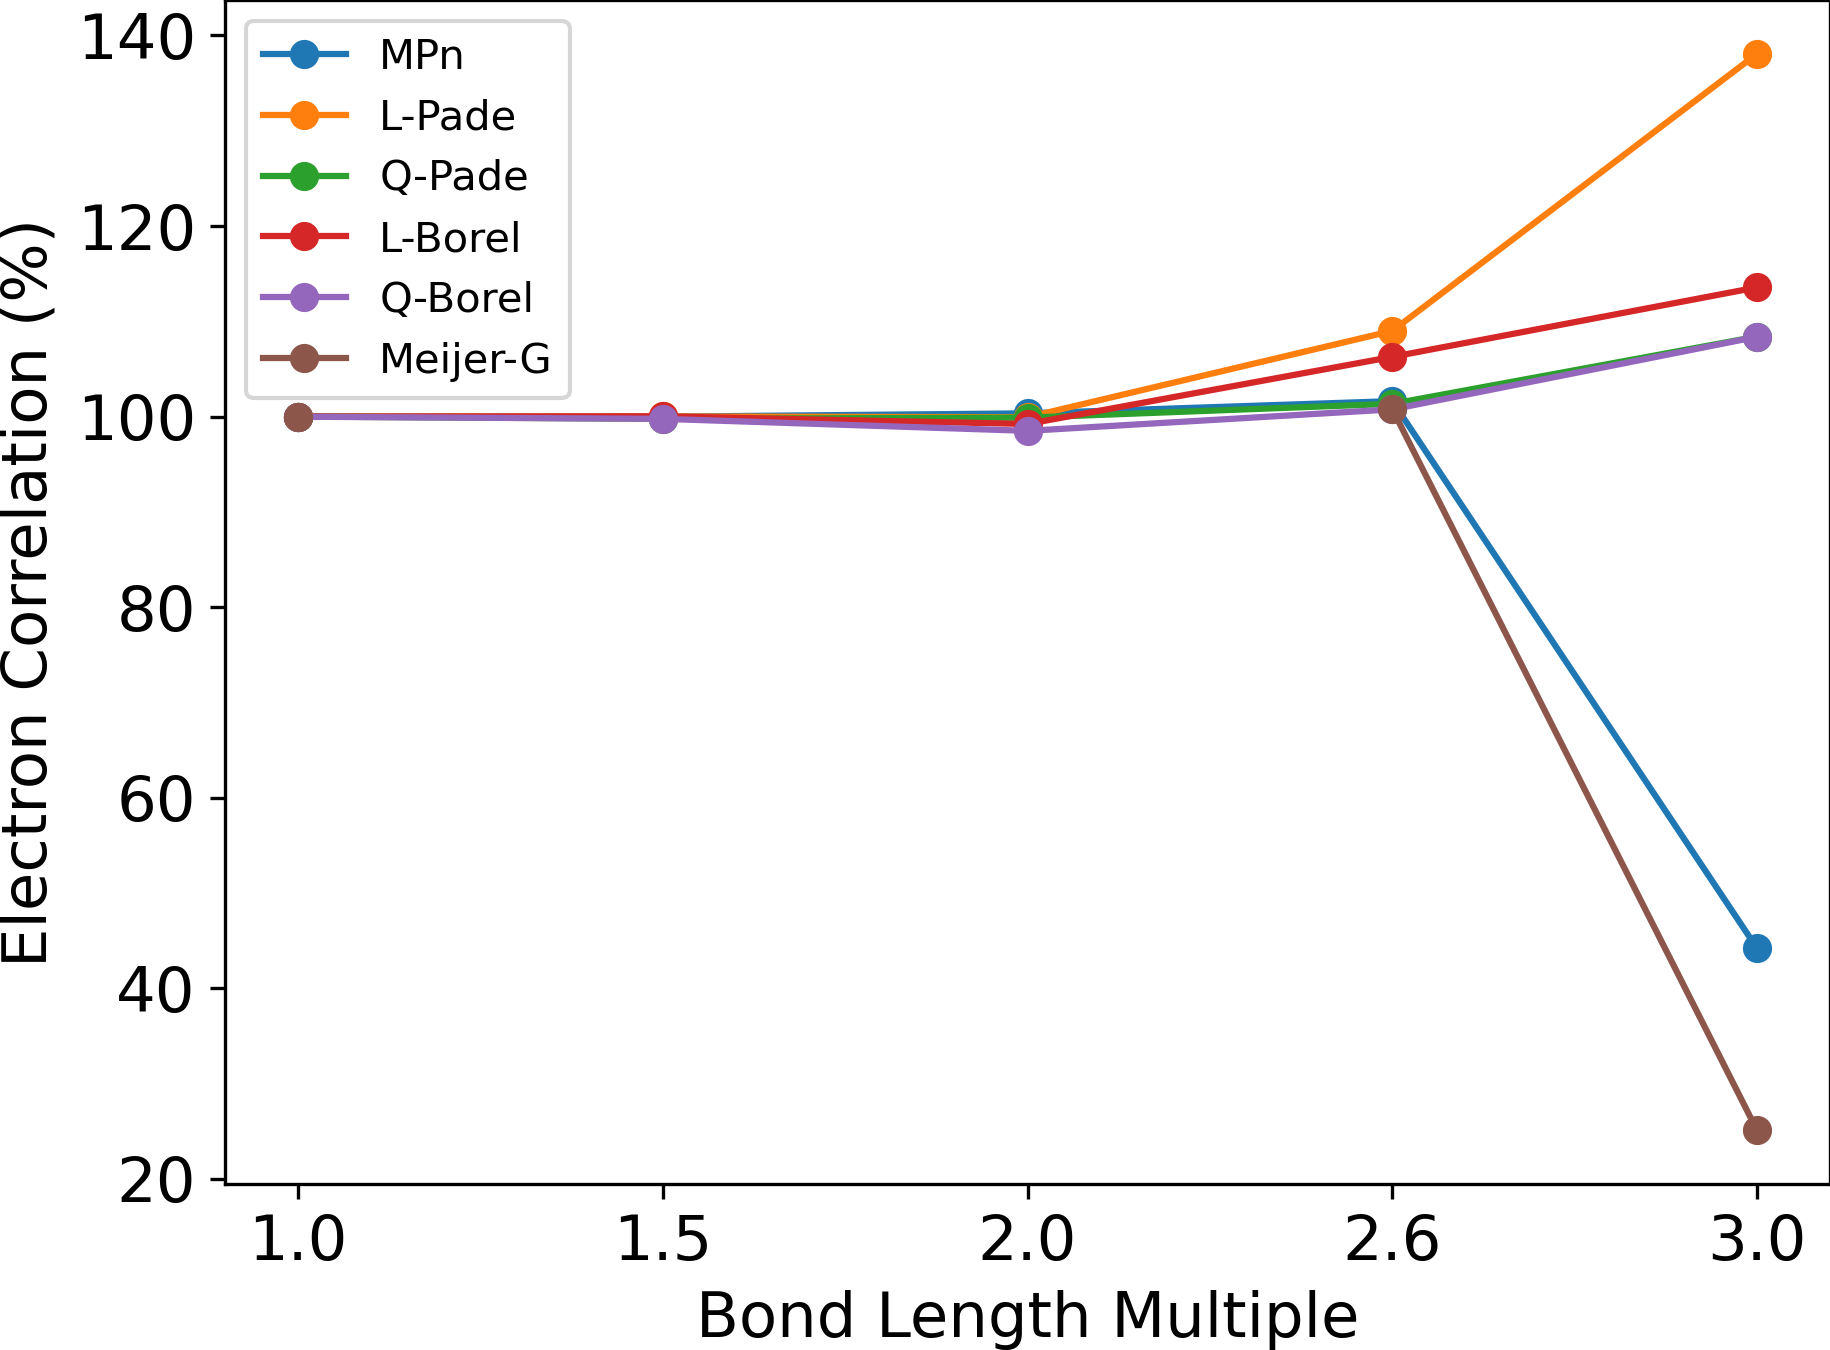 140
120
100
80
60
40
20
Electron Correlation (%)
MPn
L-Pade
Q-Pade
L-Borel
Q-Borel
Meijer-G
1.0 1.5 2.0 2.6 3.0
Bond Length Multiple